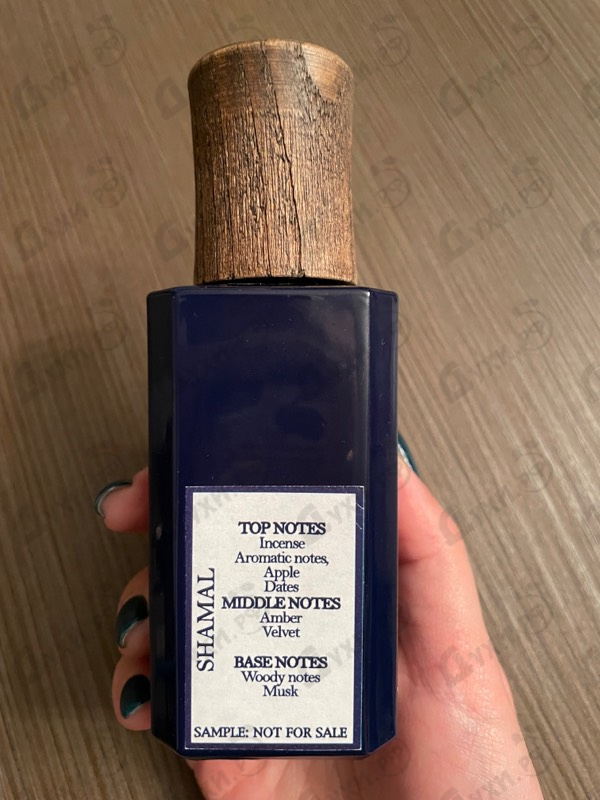 TOP NOTES
Incense
Aromatic notes,
Apple
Dates
MIDDLE NOTES
Amber
Velvet
BASE NOTES
Woody notes
Musk
SHAMAL
SAMPLE: NOT FOR SALE